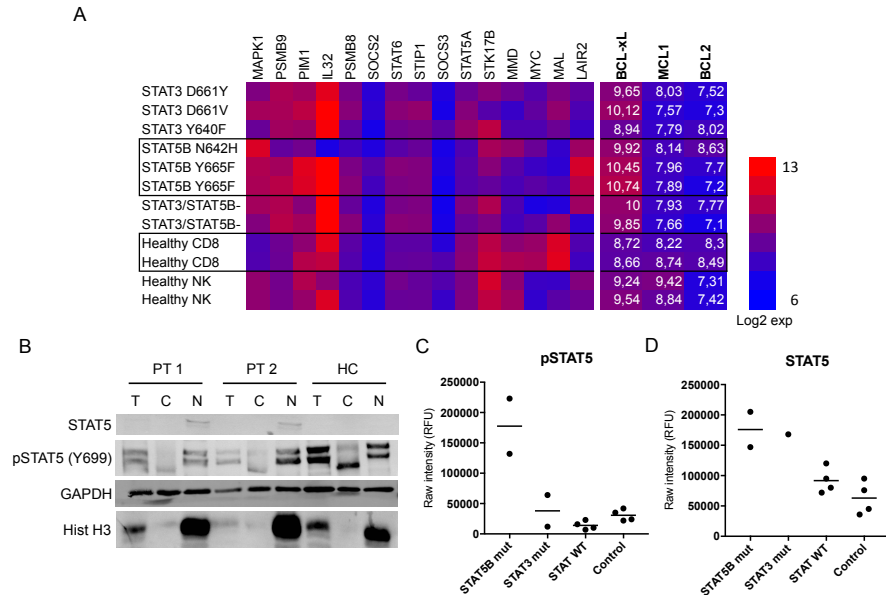 A
MAPK1 PSMB9 PIM1 IL32 PSMB8 SOCS2 STAT6 STIP1 SOCS3 STAT5A STK17B MMD MYC MAL LAIR2 BCL-xL MCL1 BCL2
STAT3 D661Y 9,65 8,03 7,52
STAT3 D661V 10,12 7,57 7,3
STAT3 Y640F 8,94 7,79 8,02
STAT5B N642H 9,92 8,14 8,63
STAT5B Y665F 10,45 7,96 7,7
STAT5B Y665F 10,74 7,89 7,2
STAT3/STAT5B- 10 7,93 7,77
STAT3/STAT5B- 9,85 7,66 7,1
Healthy CD8 8,72 8,22 8,3
Healthy CD8 8,66 8,74 8,49
Healthy NK 9,24 9,42 7,31
Healthy NK 9,54 8,84 7,42
13
6
Log2 exp
B
PT 1 PT 2 HC
T C N T C N T C N
STAT5
pSTAT5 (Y699)
GAPDH
Hist H3
C
pSTAT5
Raw intensity (RFU)
250000
200000
150000
100000
50000
0
STAT5B mut STAT3 mut STAT WT Control
D
STAT5
Raw intensity (RFU)
250000
200000
150000
100000
50000
0
STAT5B mut STAT3 mut STAT WT Control